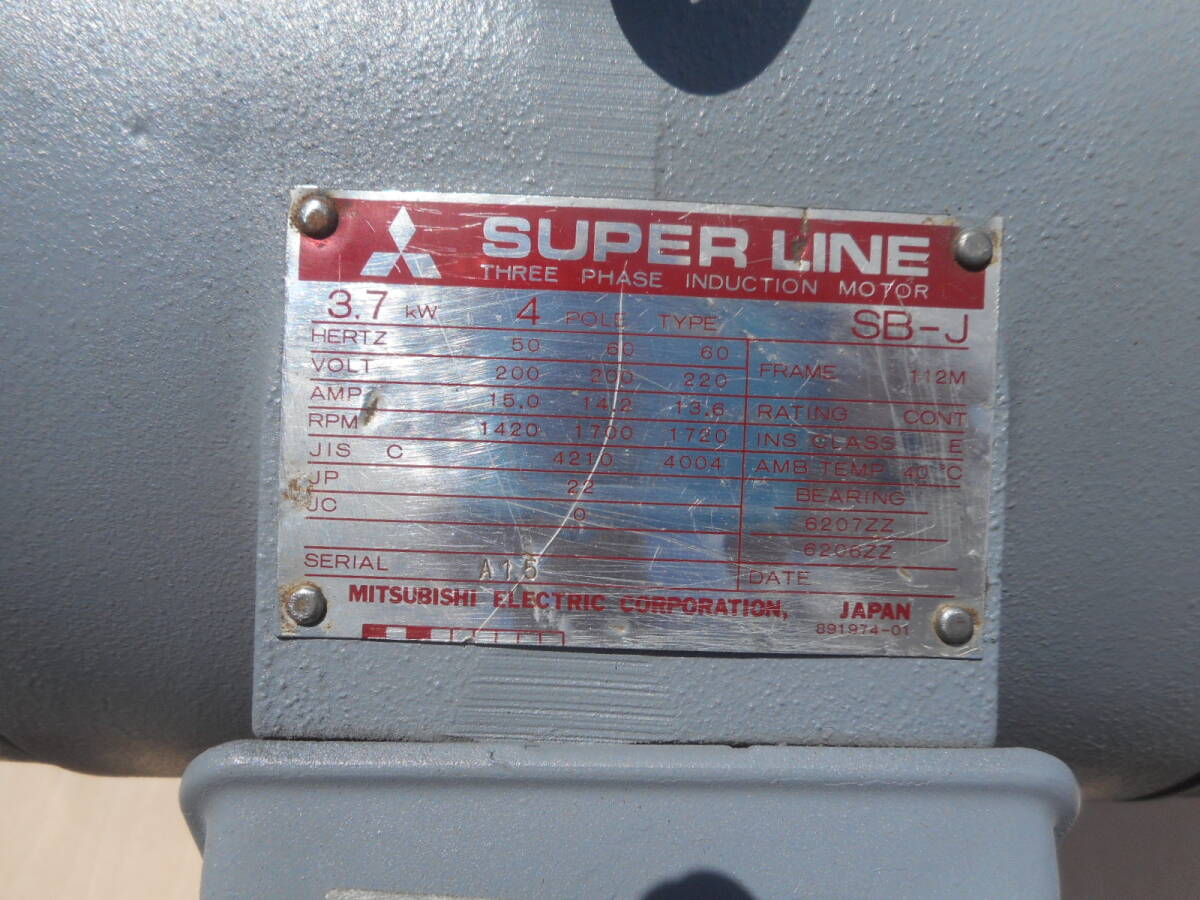 SUPER LINE
THREE PHASE INDUCTION MOTOR
3.7 kW 4 POLE TYPE SB-J
HERTZ 50 60 60
VOLT 200 200 220
AMP 15.0 14.2 13.6
RPM 1420 1700 1720
JIS C 4210 4004
JP 22
JC 0
SERIAL A15
FRAME 112M
RATING CONT
INS CLASS E
AMB TEMP 40 °C
BEARING
6207ZZ
6206ZZ
DATE
MITSUBISHI ELECTRIC CORPORATION, JAPAN
891974-01